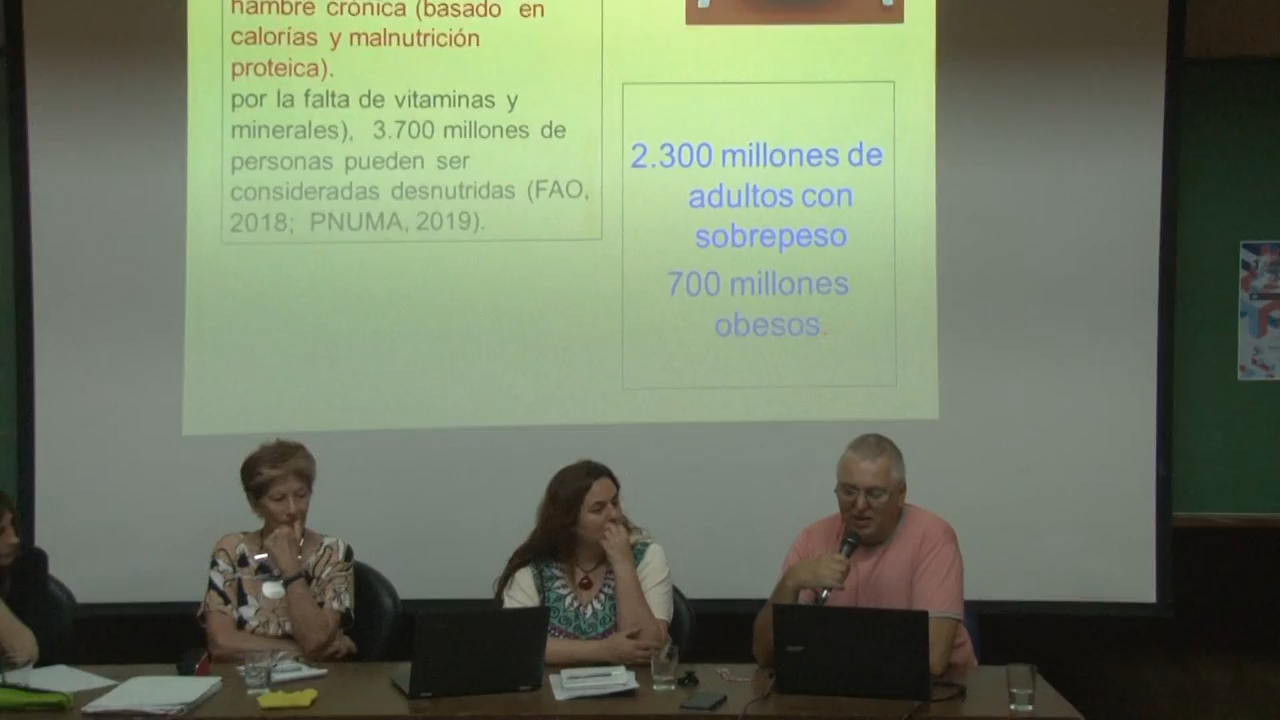 hambre crónica (basado en
calorías y malnutrición
proteica).
por la falta de vitaminas y
minerales), 3.700 millones de
personas pueden ser
consideradas desnutridas (FAO,
2018; PNUMA, 2019).
2.300 millones de
adultos con
sobrepeso
700 millones
obesos.